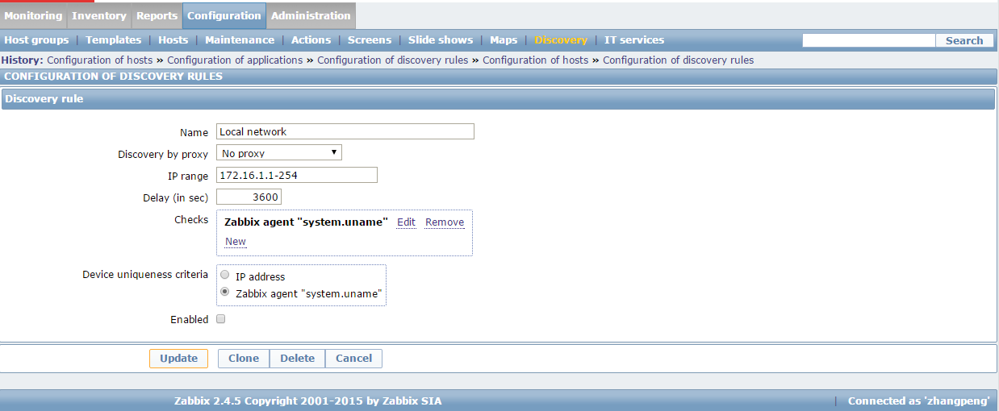 Monitoring Inventory Reports Configuration Administration
Host groups | Templates | Hosts | Maintenance | Actions | Screens | Slide shows | Maps | Discovery | IT services Search
History: Configuration of hosts » Configuration of applications » Configuration of discovery rules » Configuration of hosts » Configuration of discovery rules
CONFIGURATION OF DISCOVERY RULES
Discovery rule
Name Local network
Discovery by proxy No proxy
IP range 172.16.1.1-254
Delay (in sec) 3600
Checks Zabbix agent "system.uname" Edit Remove
New
Device uniqueness criteria IP address
Zabbix agent "system.uname"
Enabled
Update Clone Delete Cancel
Zabbix 2.4.5 Copyright 2001-2015 by Zabbix SIA | Connected as 'zhangpeng'